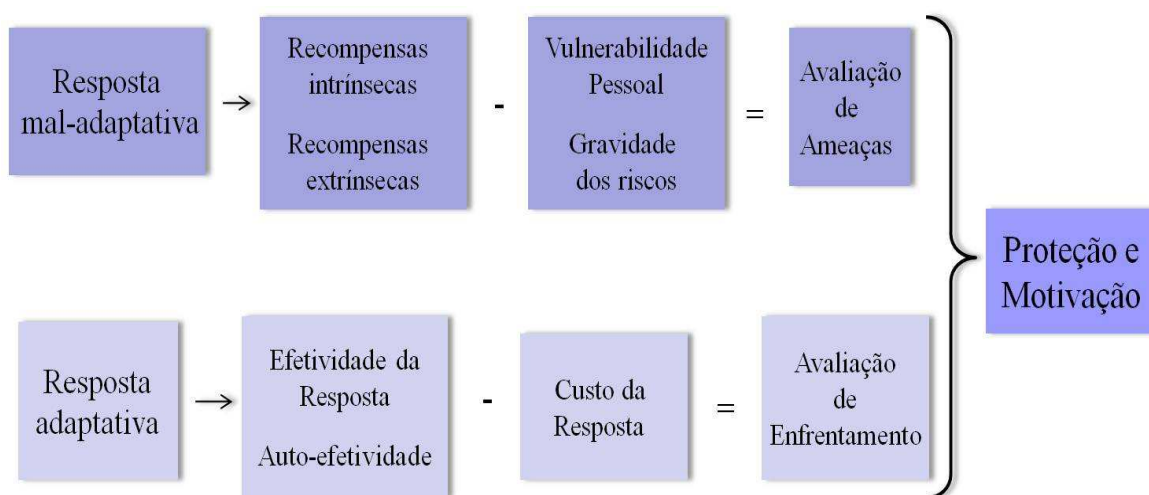 Resposta
mal-adaptativa
→
Recompensas
intrínsecas
Recompensas
extrínsecas
-
Vulnerabilidade
Pessoal
Gravidade
dos riscos
=
Avaliação
de
Ameaças
Proteção e
Motivação
Resposta
adaptativa
→
Efetividade da
Resposta
Auto-efetividade
-
Custo da
Resposta
=
Avaliação
de
Enfrentamento